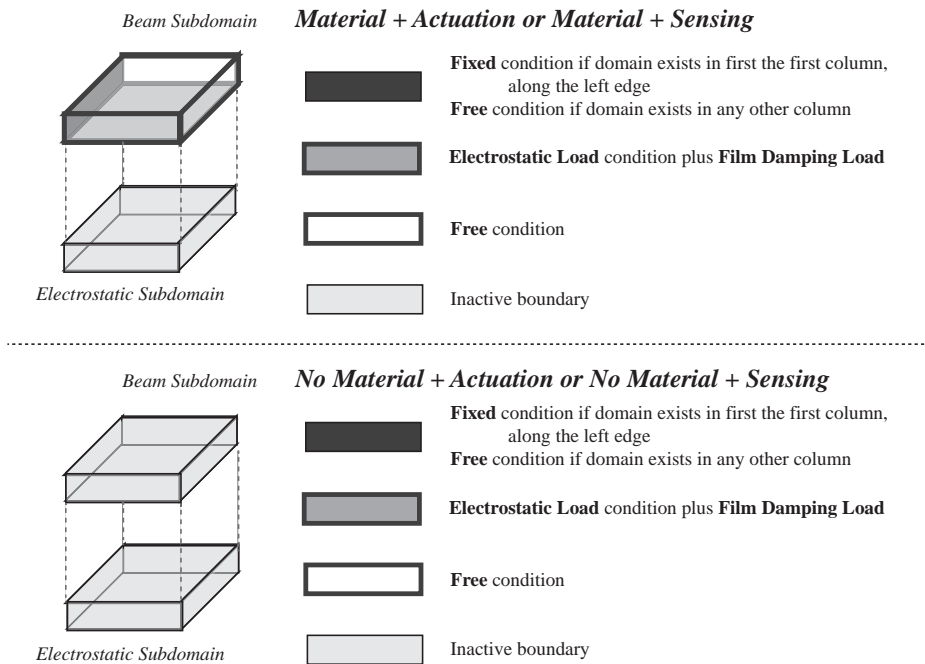 Beam Subdomain
Material + Actuation or Material + Sensing
Fixed condition if domain exists in first the first column,
along the left edge
Free condition if domain exists in any other column
Electrostatic Load condition plus Film Damping Load
Free condition
Electrostatic Subdomain
Inactive boundary
Beam Subdomain
No Material + Actuation or No Material + Sensing
Fixed condition if domain exists in first the first column,
along the left edge
Free condition if domain exists in any other column
Electrostatic Load condition plus Film Damping Load
Free condition
Electrostatic Subdomain
Inactive boundary